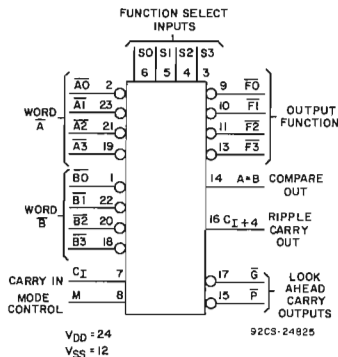 FUNCTION SELECT
INPUTS
S0 S1 S2 S3
6 5 4 3
WORD
A
A0 2
A1 23
A2 21
A3 19
9 F0
10 F1
11 F2
13 F3
OUTPUT
FUNCTION
WORD
B
B0 1
B1 22
B2 20
B3 18
14 A=B COMPARE
OUT
16 CI+4 RIPPLE
CARRY
OUT
CARRY IN CI 7
MODE
CONTROL M 8
17 G
15 P
LOOK
AHEAD
CARRY
OUTPUTS
VDD = 24
VSS = 12
92CS-24825